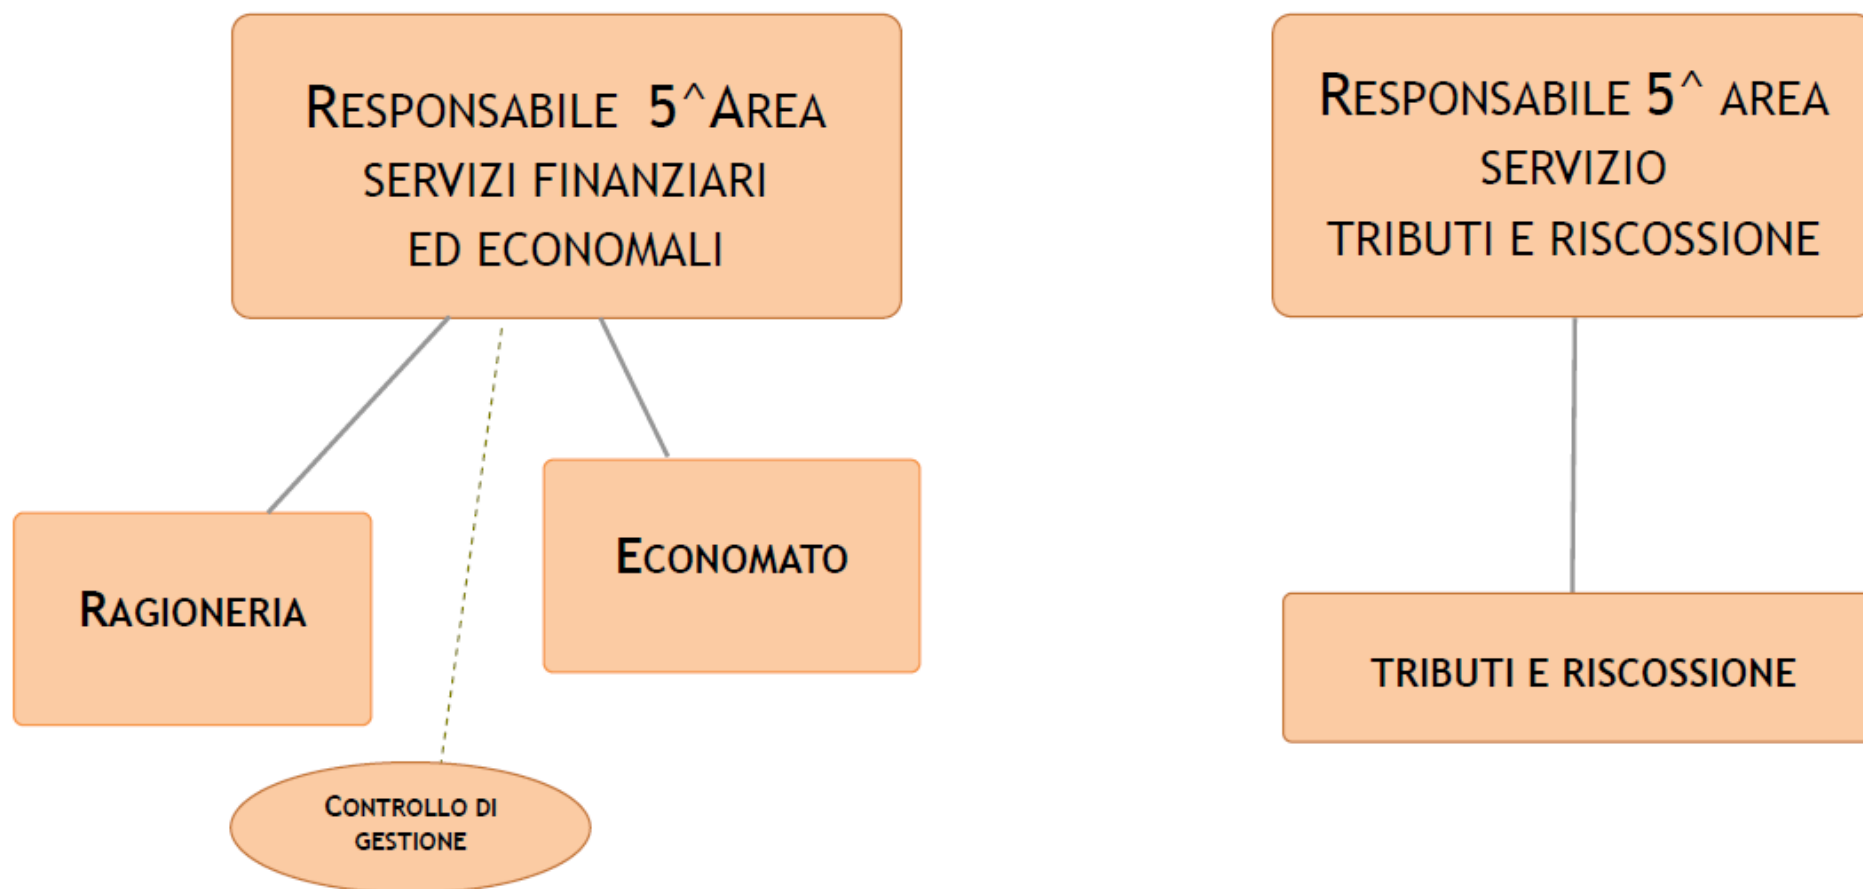 Responsabile 5^Area
servizi finanziari
ed economali
Responsabile 5^ area
servizio
tributi e riscossione
Ragioneria
Economato
tributi e riscossione
Controllo di
gestione